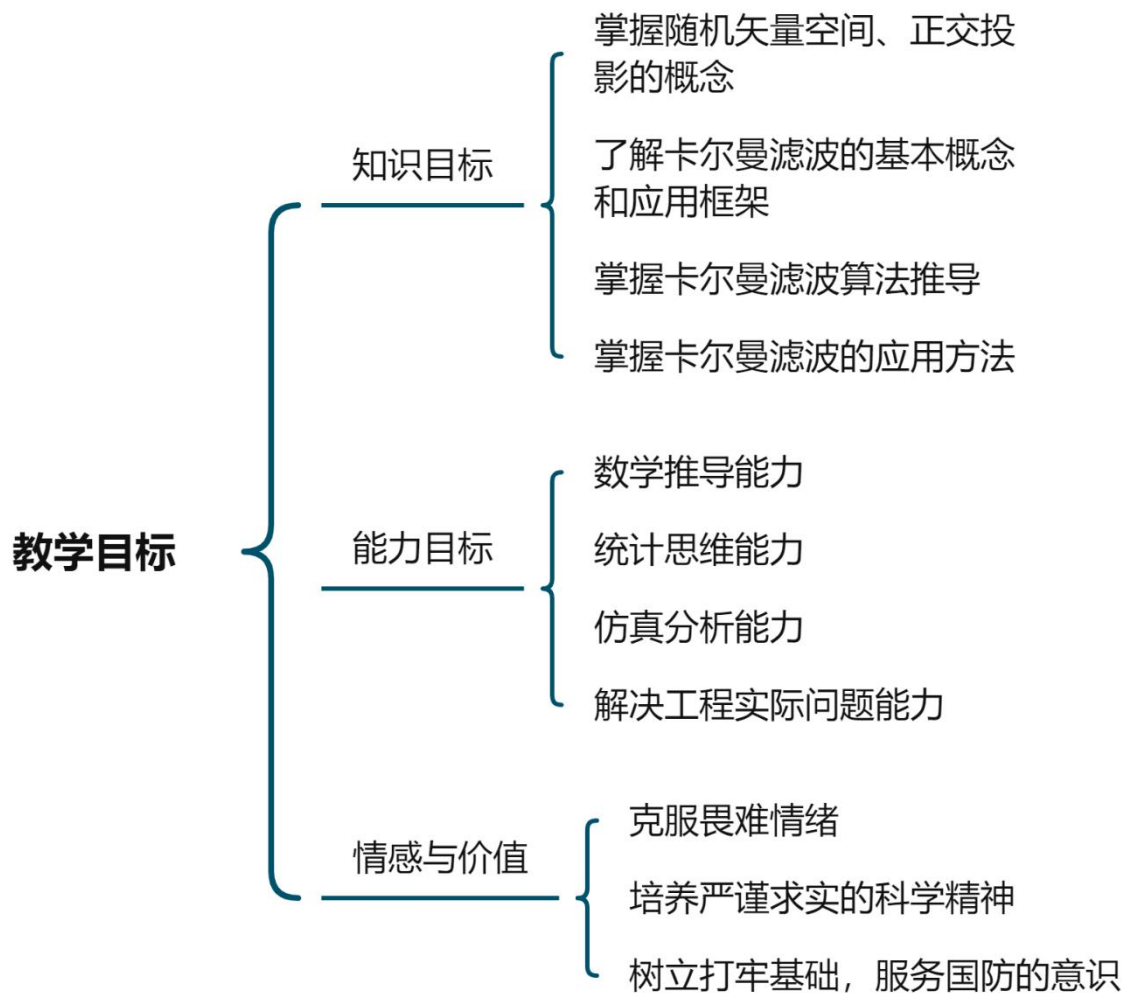 教学目标
知识目标
掌握随机矢量空间、正交投
影的概念
了解卡尔曼滤波的基本概念
和应用框架
掌握卡尔曼滤波算法推导
掌握卡尔曼滤波的应用方法
能力目标
数学推导能力
统计思维能力
仿真分析能力
解决工程实际问题能力
情感与价值
克服畏难情绪
培养严谨求实的科学精神
树立打牢基础，服务国防的意识